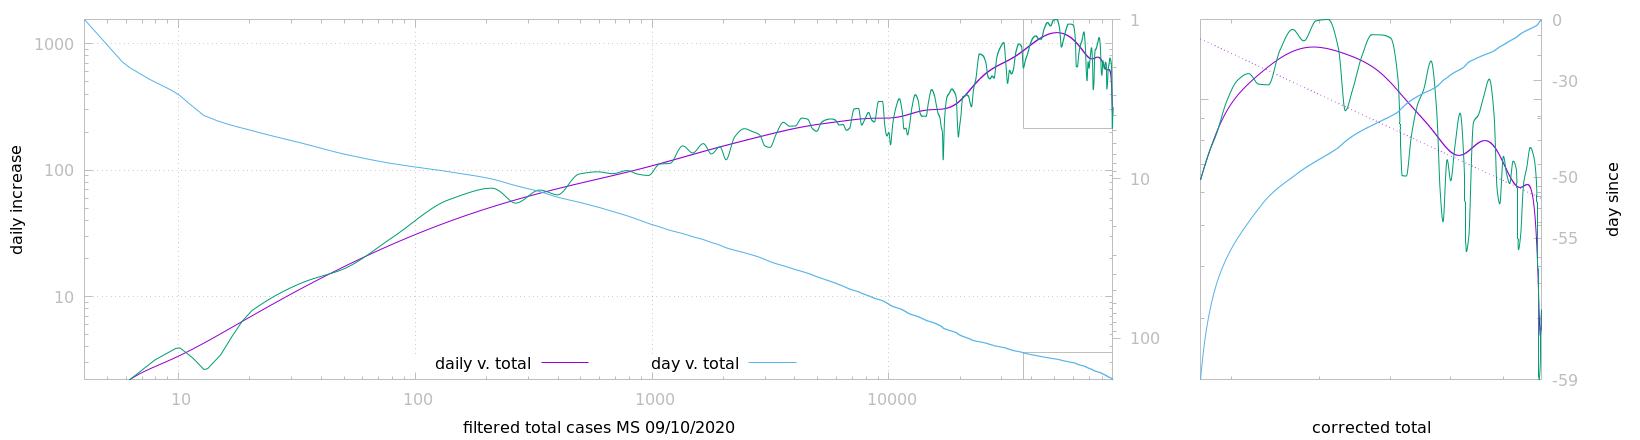 1000
100
10
daily increase
daily v. total
day v. total
10
100
1000
10000
filtered total cases MS 09/10/2020
1
10
100
0
-30
-50
-55
-59
day since
corrected total